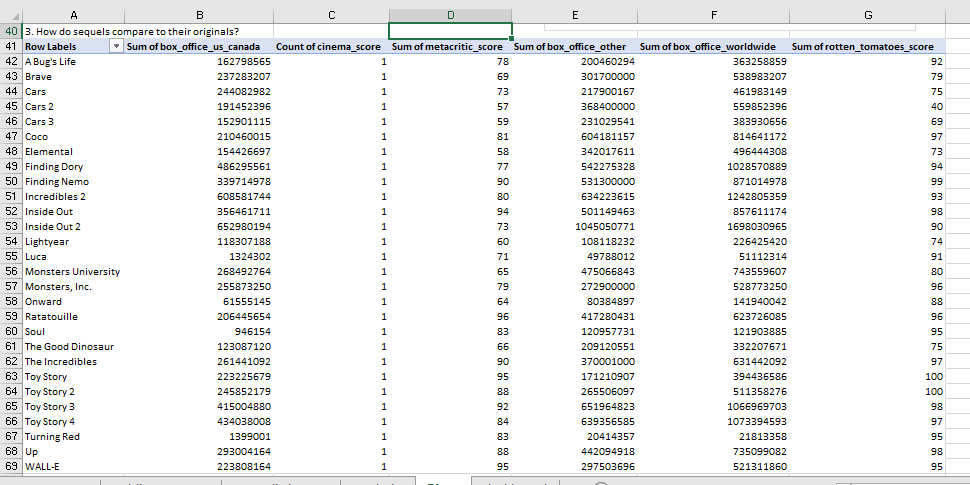 A B C D E F G
40 3. How do sequels compare to their originals?
41 Row Labels Sum of box_office_us_canada Count of cinema_score Sum of metacritic_score Sum of box_office_other Sum of box_office_worldwide Sum of rotten_tomatoes_score
42 A Bug's Life 162798565 1 78 200460294 363258859 92
43 Brave 237283207 1 69 301700000 538983207 79
44 Cars 244082982 1 73 217900167 461983149 75
45 Cars 2 191452396 1 57 368400000 559852396 40
46 Cars 3 152901115 1 59 231029541 383930656 69
47 Coco 210460015 1 81 604181157 814641172 97
48 Elemental 154426697 1 58 342017611 496444308 73
49 Finding Dory 486295561 1 77 542275328 1028570889 94
50 Finding Nemo 339714978 1 90 531300000 871014978 99
51 Incredibles 2 608581744 1 80 634223615 1242805359 93
52 Inside Out 356461711 1 94 501149463 857611174 98
53 Inside Out 2 652980194 1 73 1045050771 1698030965 90
54 Lightyear 118307188 1 60 108118232 226425420 74
55 Luca 1324302 1 71 49788012 51112314 91
56 Monsters University 268492764 1 65 475066843 743559607 80
57 Monsters, Inc. 255873250 1 79 272900000 528773250 96
58 Onward 61555145 1 64 80384897 141940042 88
59 Ratatouille 206445654 1 96 417280431 623726085 96
60 Soul 946154 1 83 120957731 121903885 95
61 The Good Dinosaur 123087120 1 66 209120551 332207671 75
62 The Incredibles 261441092 1 90 370001000 631442092 97
63 Toy Story 223225679 1 95 171210907 394436586 100
64 Toy Story 2 245852179 1 88 265506097 511358276 100
65 Toy Story 3 415004880 1 92 651964823 1066969703 98
66 Toy Story 4 434038008 1 84 639356585 1073394593 97
67 Turning Red 1399001 1 83 20414357 21813358 95
68 Up 293004164 1 88 442094918 735099082 98
69 WALL-E 223808164 1 95 297503696 521311860 95